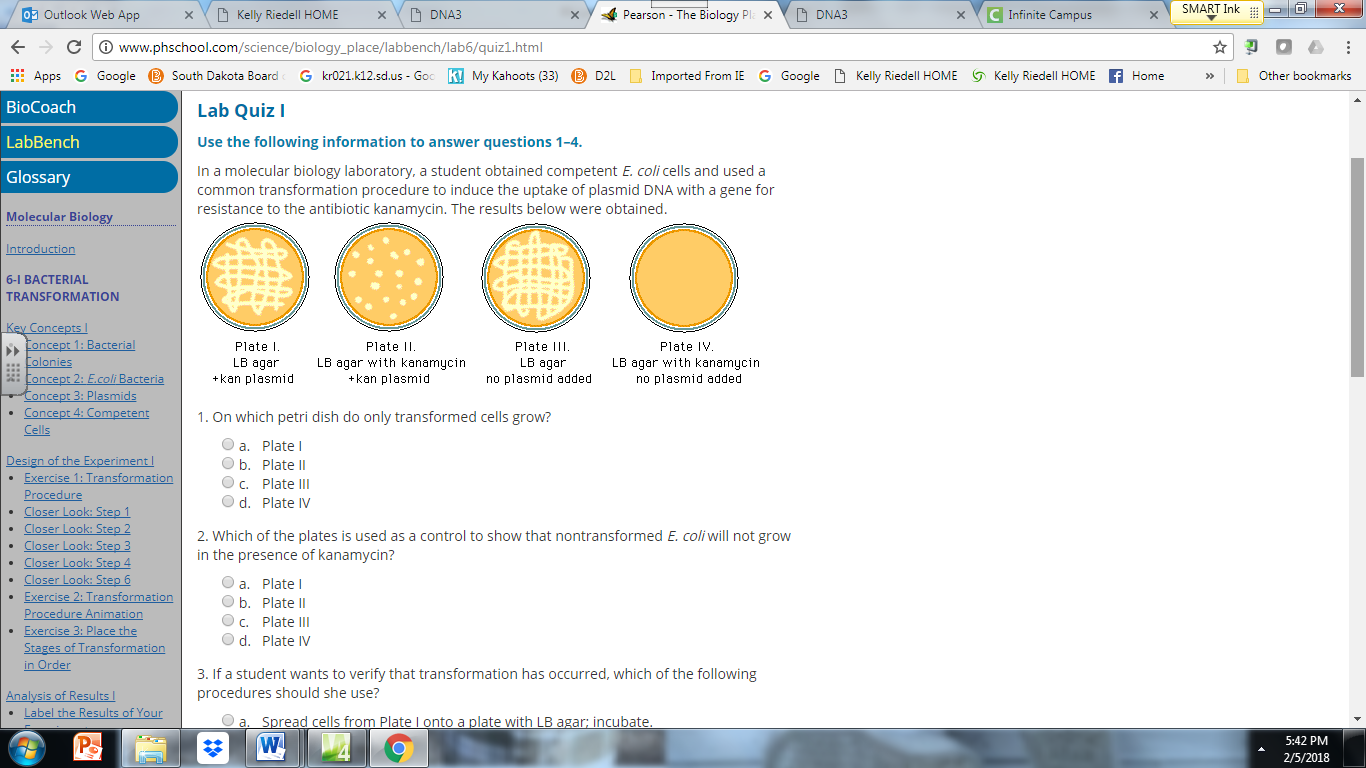 Outlook Web App
Kelly Riedell HOME
DNA3
Pearson - The Biology Pl
DNA3
Infinite Campus
SMART Ink
www.phschool.com/science/biology_place/labbench/lab6/quiz1.html
Apps
Google
South Dakota Board
kr021.k12.sd.us - Goo
My Kahoots (33)
D2L
Imported From IE
Google
Kelly Riedell HOME
Kelly Riedell HOME
Home
»
Other bookmarks
BioCoach
LabBench
Glossary
Molecular Biology
Introduction
6-I BACTERIAL
TRANSFORMATION
Key Concepts I
Concept 1: Bacterial
Colonies
Concept 2: E.coli Bacteria
Concept 3: Plasmids
Concept 4: Competent
Cells
Design of the Experiment I
Exercise 1: Transformation
Procedure
Closer Look: Step 1
Closer Look: Step 2
Closer Look: Step 3
Closer Look: Step 4
Closer Look: Step 6
Exercise 2: Transformation
Procedure Animation
Exercise 3: Place the
Stages of Transformation
in Order
Analysis of Results I
Label the Results of Your
Lab Quiz I
Use the following information to answer questions 1–4.
In a molecular biology laboratory, a student obtained competent E. coli cells and used a
common transformation procedure to induce the uptake of plasmid DNA with a gene for
resistance to the antibiotic kanamycin. The results below were obtained.
Plate I.
LB agar
+kan plasmid
Plate II.
LB agar with kanamycin
+kan plasmid
Plate III.
LB agar
no plasmid added
Plate IV.
LB agar with kanamycin
no plasmid added
1. On which petri dish do only transformed cells grow?
a. Plate I
b. Plate II
c. Plate III
d. Plate IV
2. Which of the plates is used as a control to show that nontransformed E. coli will not grow
in the presence of kanamycin?
a. Plate I
b. Plate II
c. Plate III
d. Plate IV
3. If a student wants to verify that transformation has occurred, which of the following
procedures should she use?
a. Spread cells from Plate I onto a plate with LB agar; incubate.
5:42 PM
2/5/2018